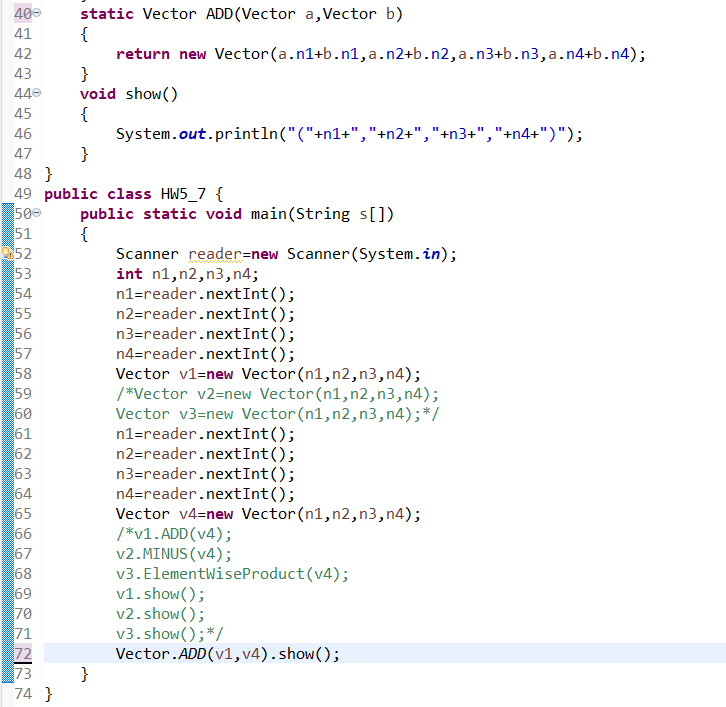 40 static Vector ADD(Vector a,Vector b)
41 {
42 return new Vector(a.n1+b.n1,a.n2+b.n2,a.n3+b.n3,a.n4+b.n4);
43 }
44 void show()
45 {
46 System.out.println("("+n1+","+n2+","+n3+","+n4+")");
47 }
48 }
49 public class HW5_7 {
50 public static void main(String s[])
51 {
52 Scanner reader=new Scanner(System.in);
53 int n1,n2,n3,n4;
54 n1=reader.nextInt();
55 n2=reader.nextInt();
56 n3=reader.nextInt();
57 n4=reader.nextInt();
58 Vector v1=new Vector(n1,n2,n3,n4);
59 /*Vector v2=new Vector(n1,n2,n3,n4);
60 Vector v3=new Vector(n1,n2,n3,n4);*/
61 n1=reader.nextInt();
62 n2=reader.nextInt();
63 n3=reader.nextInt();
64 n4=reader.nextInt();
65 Vector v4=new Vector(n1,n2,n3,n4);
66 /*v1.ADD(v4);
67 v2.MINUS(v4);
68 v3.ElementWiseProduct(v4);
69 v1.show();
70 v2.show();
71 v3.show();*/
72 Vector.ADD(v1,v4).show();
73 }
74 }